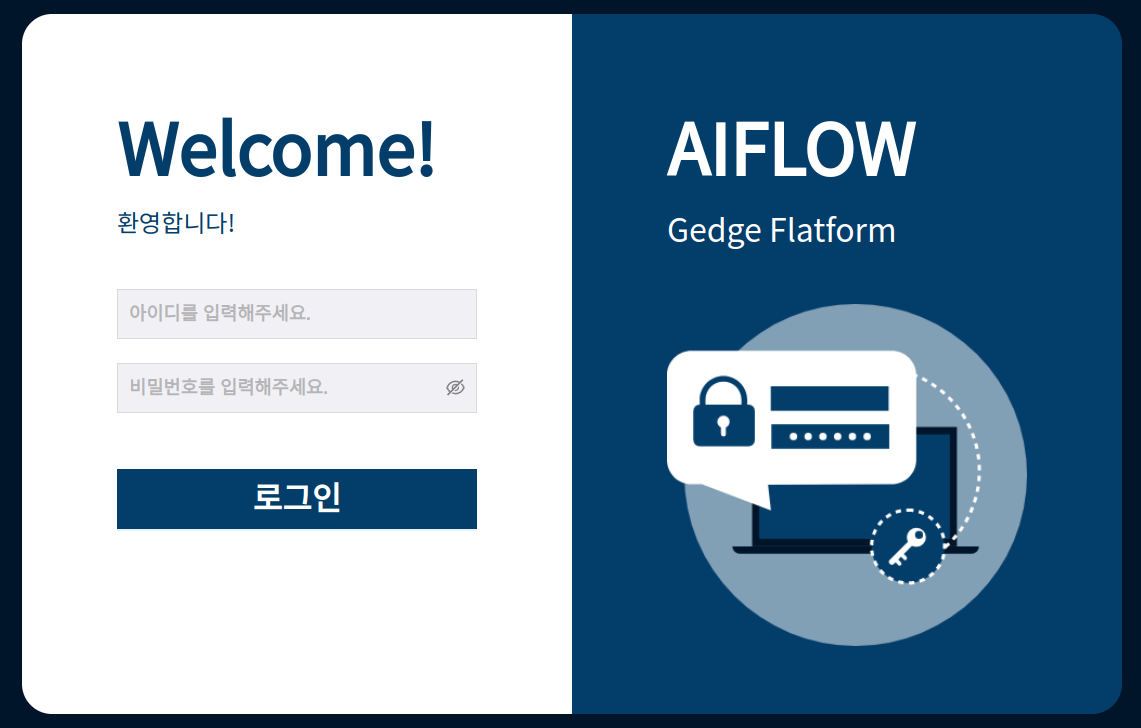 Welcome!
환영합니다!
아이디를 입력해주세요.
비밀번호를 입력해주세요.
로그인
AIFLOW
Gedge Flatform